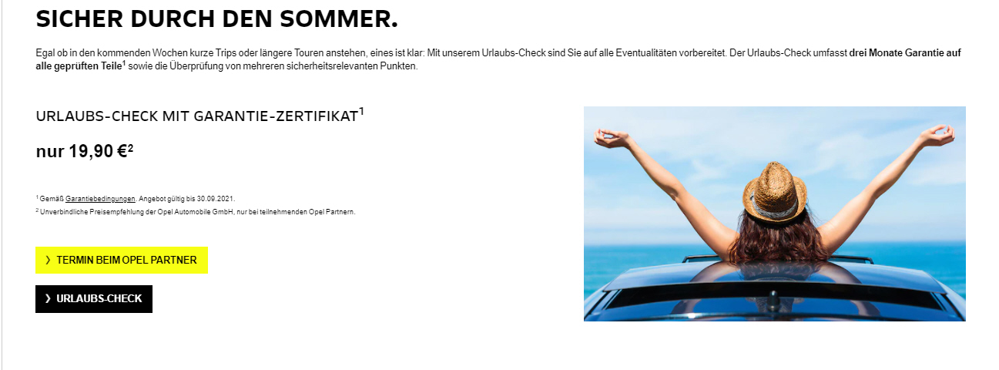 SICHER DURCH DEN SOMMER.
Egal ob in den kommenden Wochen kurze Trips oder längere Touren anstehen, eines ist klar: Mit unserem Urlaubs-Check sind Sie auf alle Eventualitäten vorbereitet. Der Urlaubs-Check umfasst drei Monate Garantie auf
alle geprüften Teile¹ sowie die Überprüfung von mehreren sicherheitsrelevanten Punkten.
URLAUBS-CHECK MIT GARANTIE-ZERTIFIKAT¹
nur 19,90 €²
¹ Gemäß Garantiebedingungen. Angebot gültig bis 30.09.2021.
² Unverbindliche Preisempfehlung der Opel Automobile GmbH, nur bei teilnehmenden Opel Partnern.
❯ TERMIN BEIM OPEL PARTNER
❯ URLAUBS-CHECK